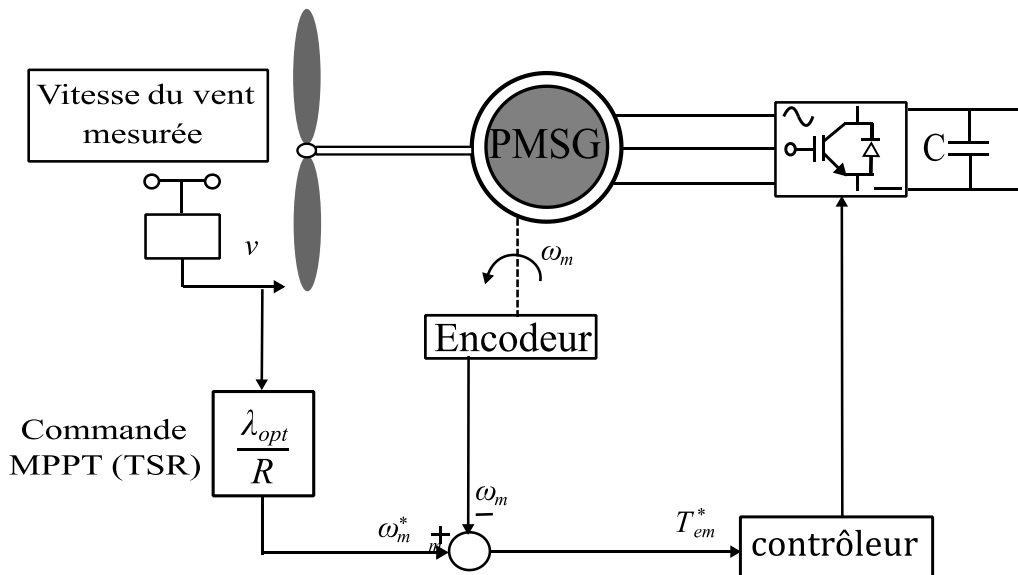 Vitesse du vent
mesurée
PMSG
C
v
ω_m
Encodeur
Commande
MPPT (TSR)
λ_opt
R
ω_m
−
ω*_m
+
m
T*_em
contrôleur